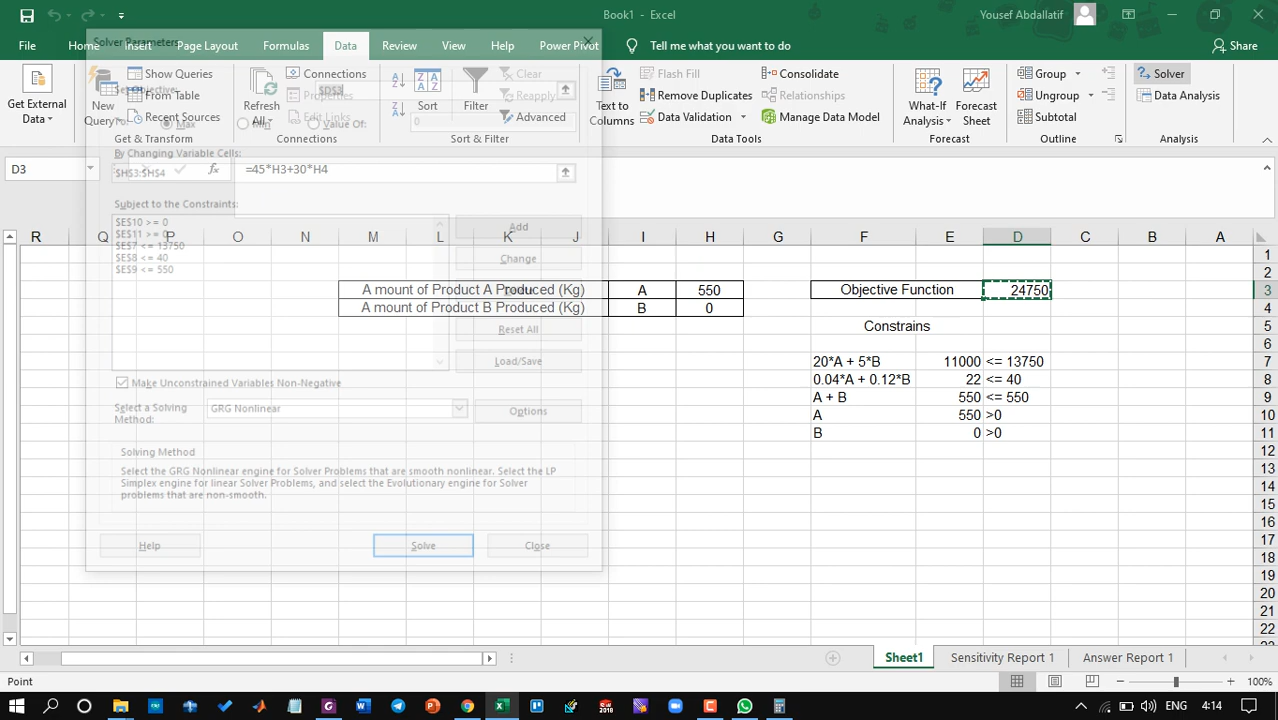 Book1 - Excel
Yousef Abdallatif
File Home Insert Page Layout Formulas Data Review View Help Power Pivot Tell me what you want to do Share
Get External Data
New Query
Show Queries
From Table
Recent Sources
Get & Transform
Refresh All
Connections
Properties
Edit Links
Connections
Sort
Filter
Clear
Reapply
Advanced
Sort & Filter
Text to Columns
Flash Fill
Remove Duplicates
Data Validation
Consolidate
Relationships
Manage Data Model
Data Tools
What-If Analysis
Forecast Sheet
Forecast
Group
Ungroup
Subtotal
Outline
Solver
Data Analysis
Analysis
D3
fx
=45*H3+30*H4
Solver Parameters
Max
Min
Value Of:
0
By Changing Variable Cells:
$H$3:$H$4
Subject to the Constraints:
$E$10 >= 0
$E$11 >= 0
$E$7 <= 13750
$E$8 <= 40
$E$9 <= 550
Add
Change
Reset All
Load/Save
Make Unconstrained Variables Non-Negative
Select a Solving Method:
GRG Nonlinear
Options
Solving Method
Select the GRG Nonlinear engine for Solver Problems that are smooth nonlinear. Select the LP
Simplex engine for linear Solver Problems, and select the Evolutionary engine for Solver
problems that are non-smooth.
Help
Solve
Close
R Q P O N M L K J I H G F E D C B A
1
2
A mount of Product A Produced (Kg) A 550 Objective Function 24750 3
A mount of Product B Produced (Kg) B 0 4
Constrains 5
6
20*A + 5*B 11000 <= 13750 7
0.04*A + 0.12*B 22 <= 40 8
A + B 550 <= 550 9
A 550 >0 10
B 0 >0 11
12
13
14
15
16
17
18
19
20
21
22
Sheet1 Sensitivity Report 1 Answer Report 1
Point
100%
4:14